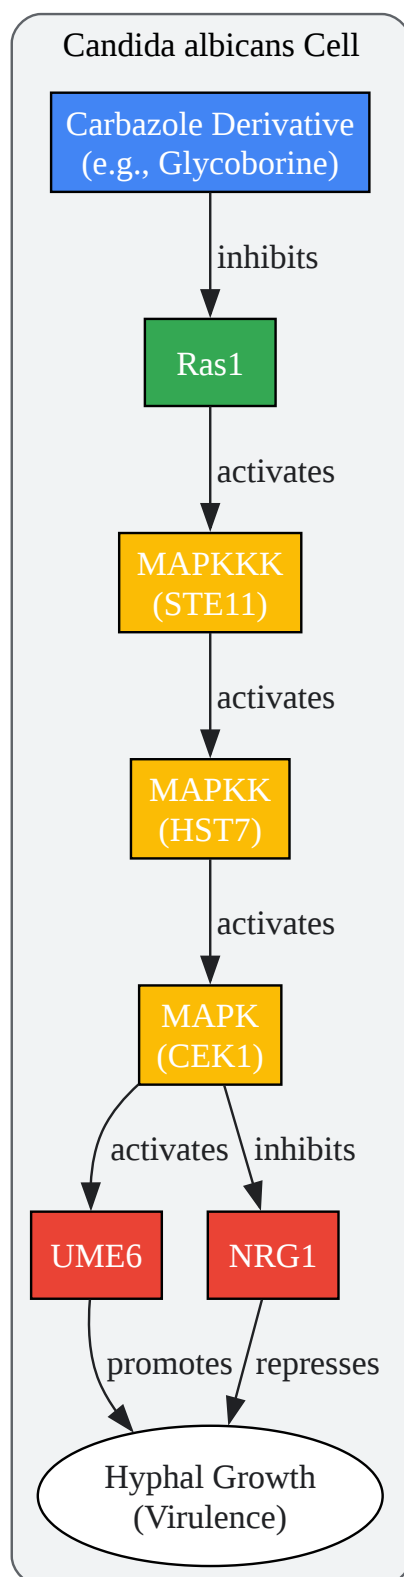 Candida albicans Cell
Carbazole Derivative
(e.g., Glycoborine)
inhibits
Ras1
activates
MAPKKK
(STE11)
activates
MAPKK
(HST7)
activates
MAPK
(CEK1)
activates
inhibits
UME6
NRG1
promotes
represses
Hyphal Growth
(Virulence)